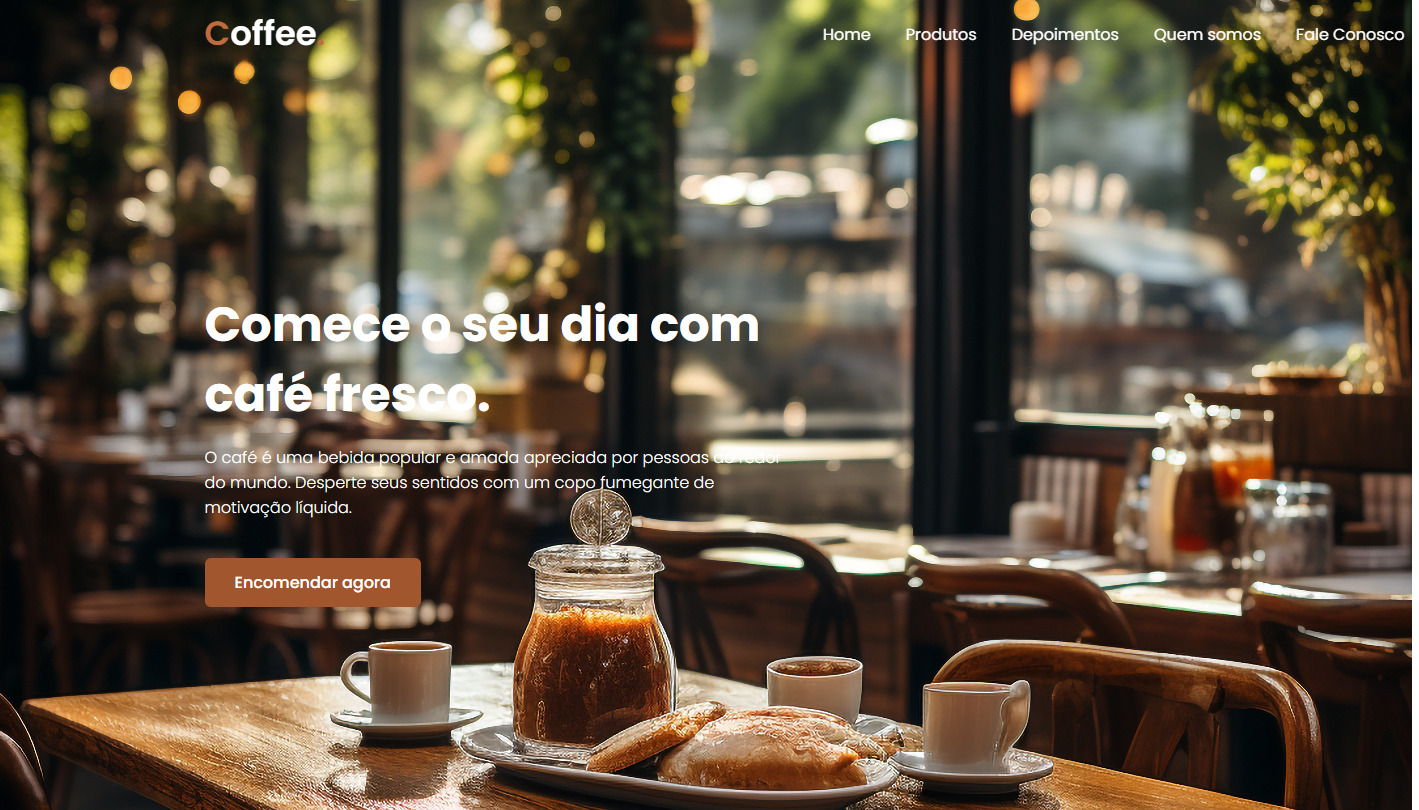 Coffee.
Home Produtos Depoimentos Quem somos Fale Conosco
Comece o seu dia com
café fresco.
O café é uma bebida popular e amada apreciada por pessoas ao redor
do mundo. Desperte seus sentidos com um copo fumegante de
motivação líquida.
Encomendar agora